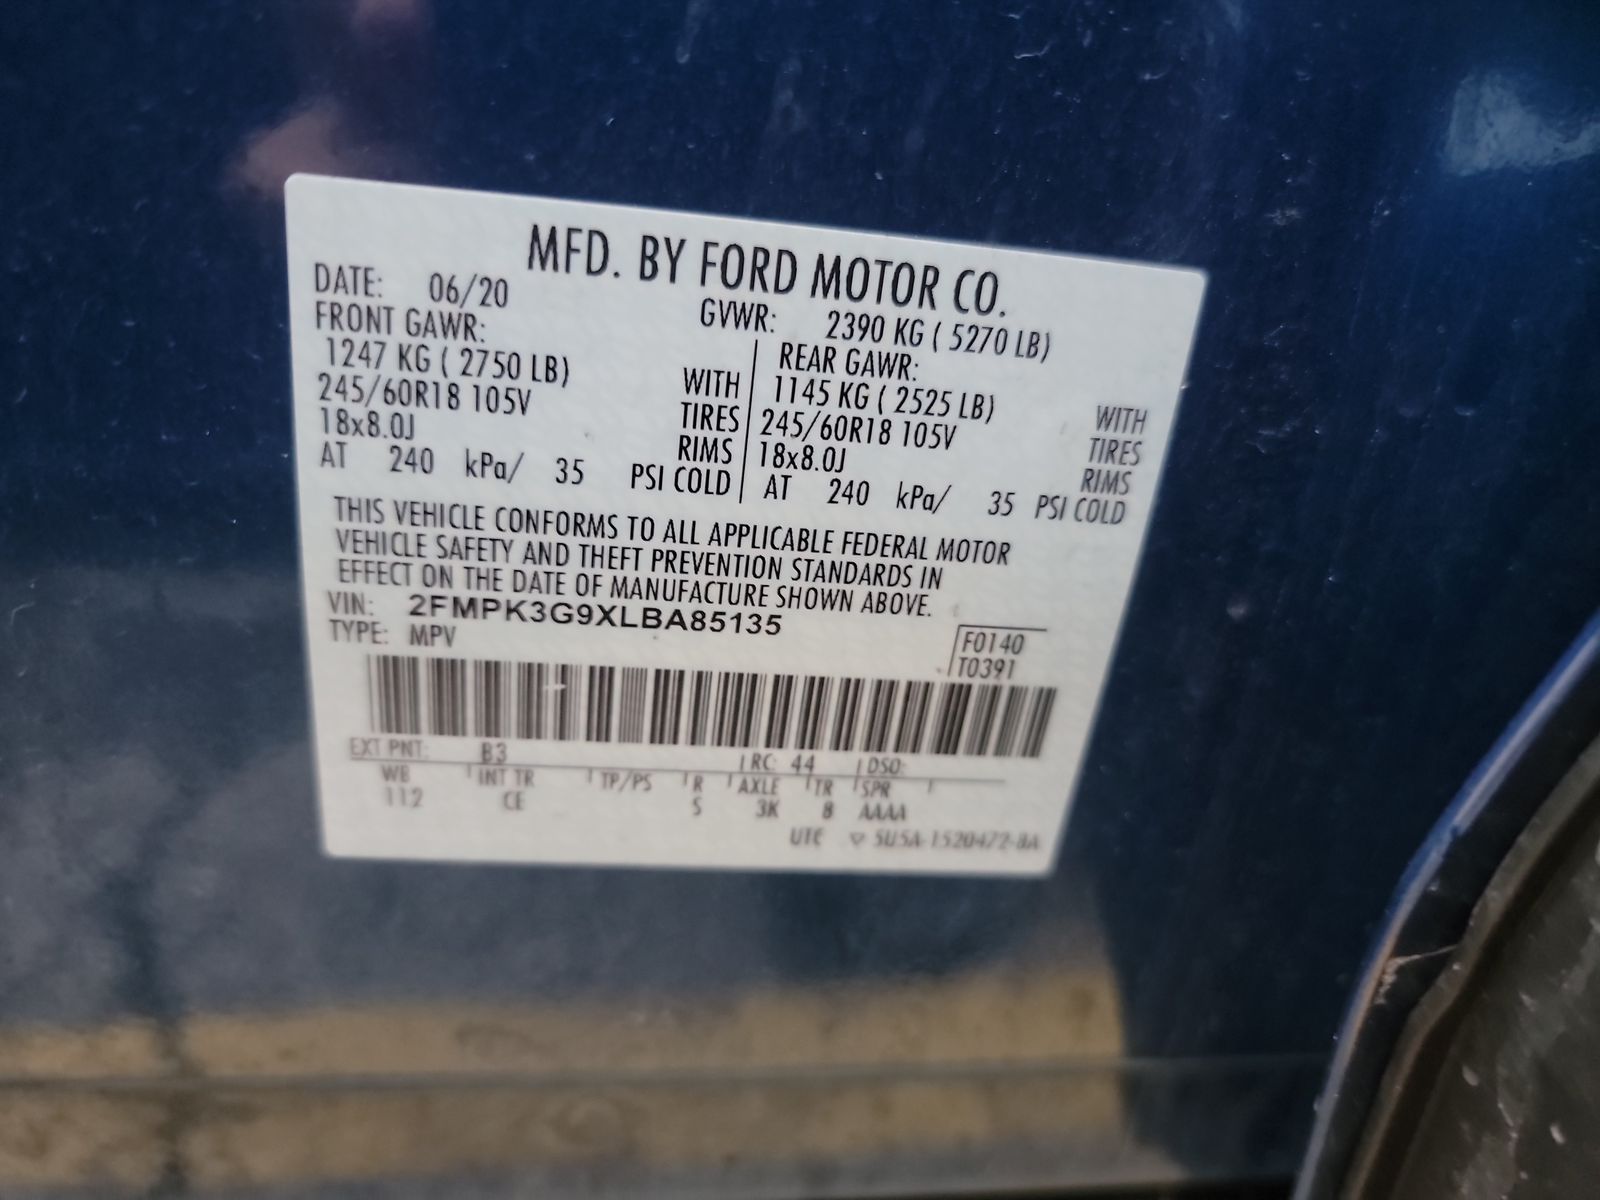 MFD. BY FORD MOTOR CO.
DATE: 06/20 GVWR: 2390 KG ( 5270 LB)
FRONT GAWR: REAR GAWR:
1247 KG ( 2750 LB) WITH 1145 KG ( 2525 LB) WITH
245/60R18 105V TIRES 245/60R18 105V TIRES
18x8.0J RIMS 18x8.0J RIMS
AT 240 kPa/ 35 PSI COLD AT 240 kPa/ 35 PSI COLD
THIS VEHICLE CONFORMS TO ALL APPLICABLE FEDERAL MOTOR
VEHICLE SAFETY AND THEFT PREVENTION STANDARDS IN
EFFECT ON THE DATE OF MANUFACTURE SHOWN ABOVE.
VIN: 2FMPK3G9XLBA85135
TYPE: MPV F0140
T0391
EXT PNT: B3 RC: 44 DSO:
WB INT TR TP/PS R AXLE TR SPR
112 CE S 3K B AAAA
UTC ▽ 5U5A-1520472-BA